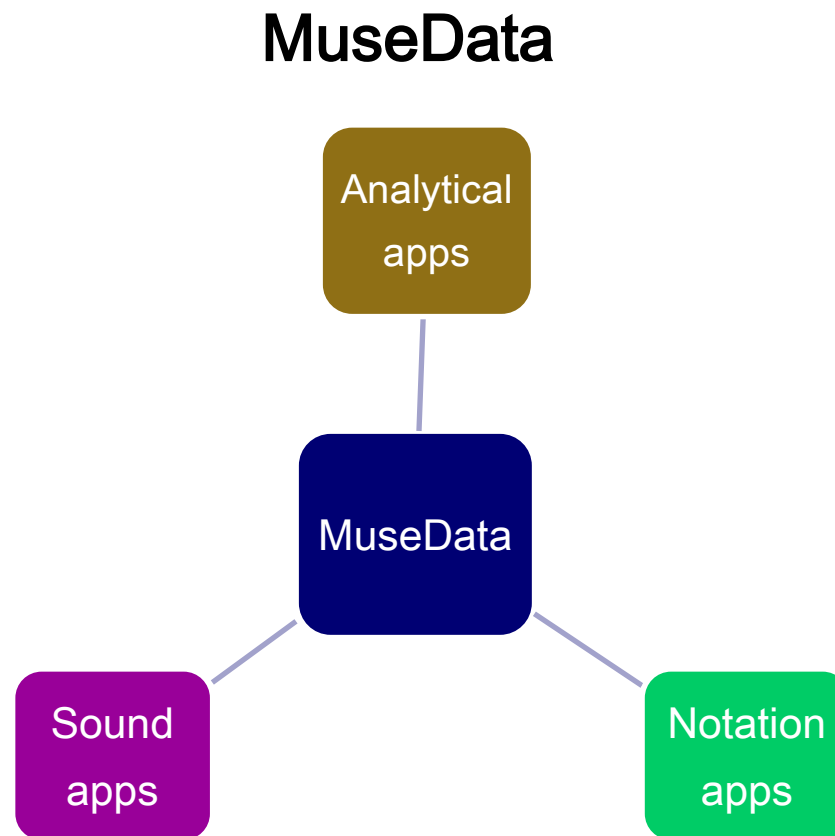 MuseData
Analytical
apps
MuseData
Sound
apps
Notation
apps